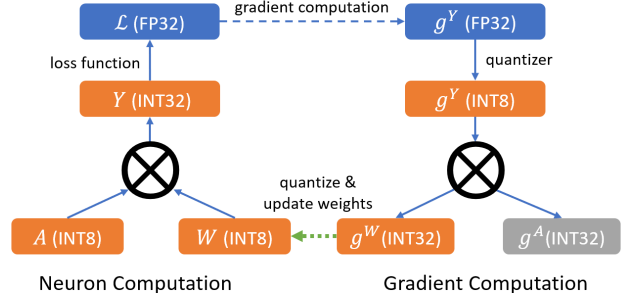 ℒ (FP32)
gradient computation
g^Y (FP32)
loss function
quantizer
Y (INT32)
g^Y (INT8)
quantize &
update weights
A (INT8)
W (INT8)
g^W(INT32)
g^A(INT32)
Neuron Computation
Gradient Computation